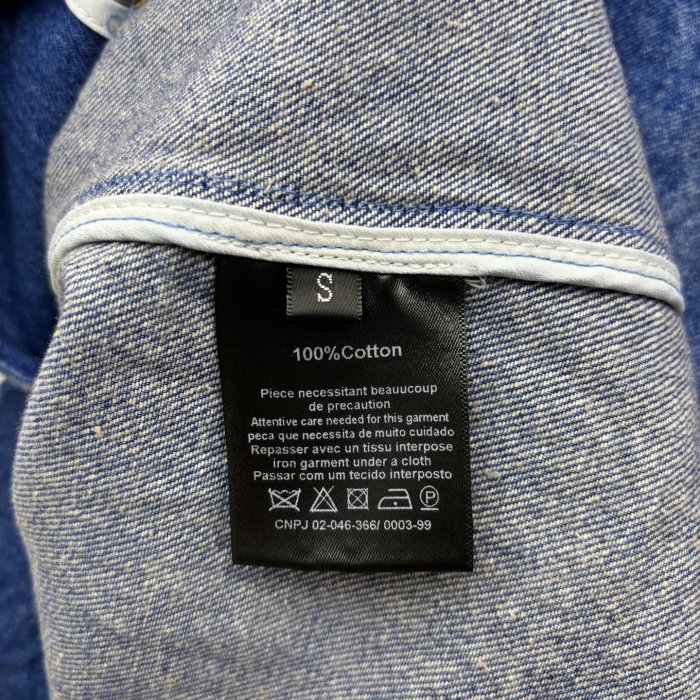 S
100%Cotton
Piece necessitant beauucoup
de precaution
Attentive care needed for this garment
peca que necessita de muito cuidado
Repasser avec un tissu interpose
iron garment under a cloth
Passar com um tecido interposto
P
CNPJ 02-046-366/ 0003-99